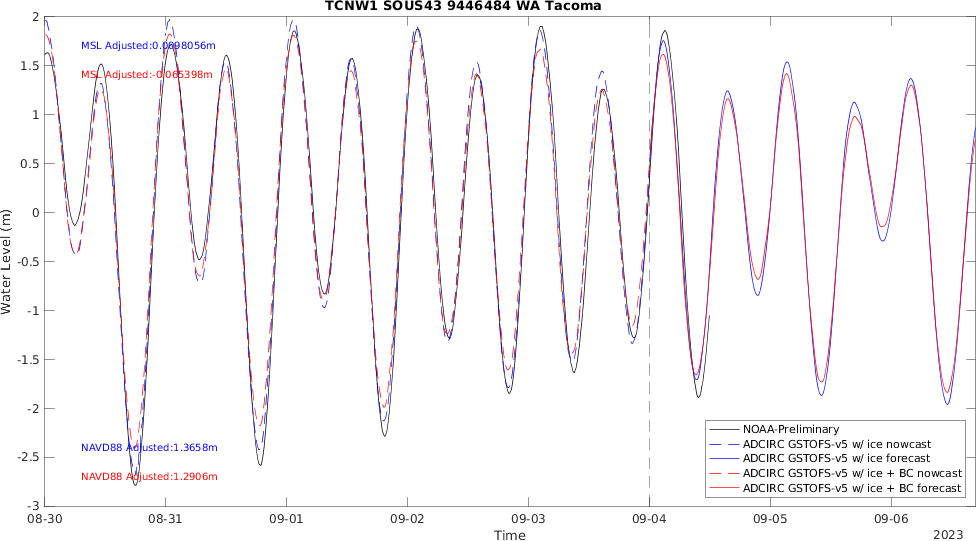 TCNW1 SOUS43 9446484 WA Tacoma
2
1.5
1
0.5
0
-0.5
-1
-1.5
-2
-2.5
-3
Water Level (m)
MSL Adjusted:0.0898056m
MSL Adjusted:-0.065398m
NAVD88 Adjusted:1.3658m
NAVD88 Adjusted:1.2906m
NOAA-Preliminary
ADCIRC GSTOFS-v5 w/ ice nowcast
ADCIRC GSTOFS-v5 w/ ice forecast
ADCIRC GSTOFS-v5 w/ ice + BC nowcast
ADCIRC GSTOFS-v5 w/ ice + BC forecast
08-30 08-31 09-01 09-02 09-03 09-04 09-05 09-06
Time
2023